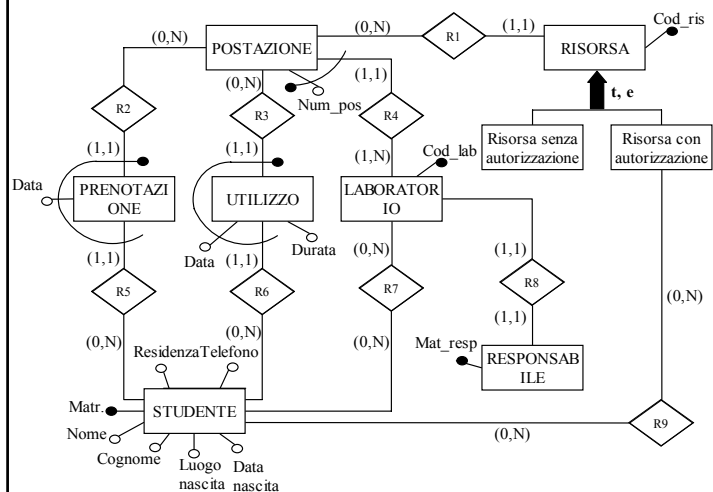 Cod_ris
(0,N)
R1
(1,1)
POSTAZIONE
RISORSA
(0,N)
(0,N)
(1,1)
t, e
Num_pos
R2
R3
R4
Risorsa senza
autorizzazione
Risorsa con
autorizzazione
(1,1)
(1,1)
(1,N)
Cod_lab
Data
PRENOTAZI
ONE
UTILIZZO
LABORATOR
IO
Data
Durata
(0,N)
(1,1)
(1,1)
(1,1)
R5
R6
R7
R8
(0,N)
(0,N)
(0,N)
(1,1)
(0,N)
ResidenzaTelefono
Mat_resp
RESPONSAB
ILE
Matr.
STUDENTE
Nome
(0,N)
R9
Cognome
Luogo
nascita
Data
nascita